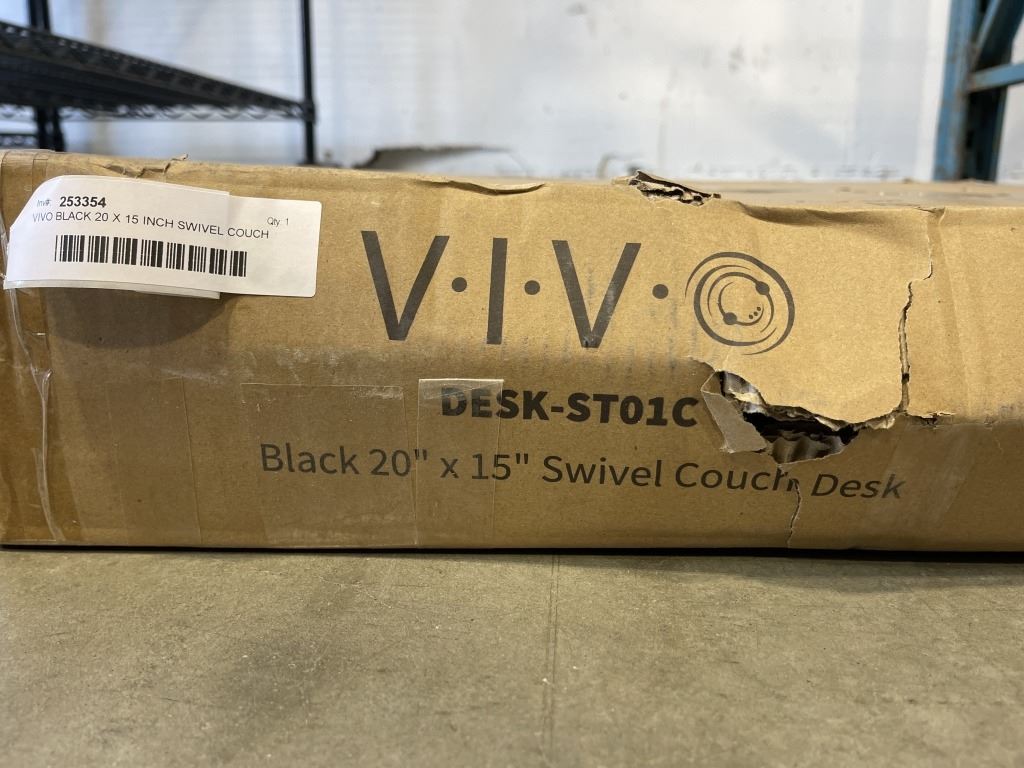 Inv#: 253354
VIVO BLACK 20 X 15 INCH SWIVEL COUCH
Qty: 1
V·I·V·O
DESK-ST01C
Black 20" x 15" Swivel Couch Desk